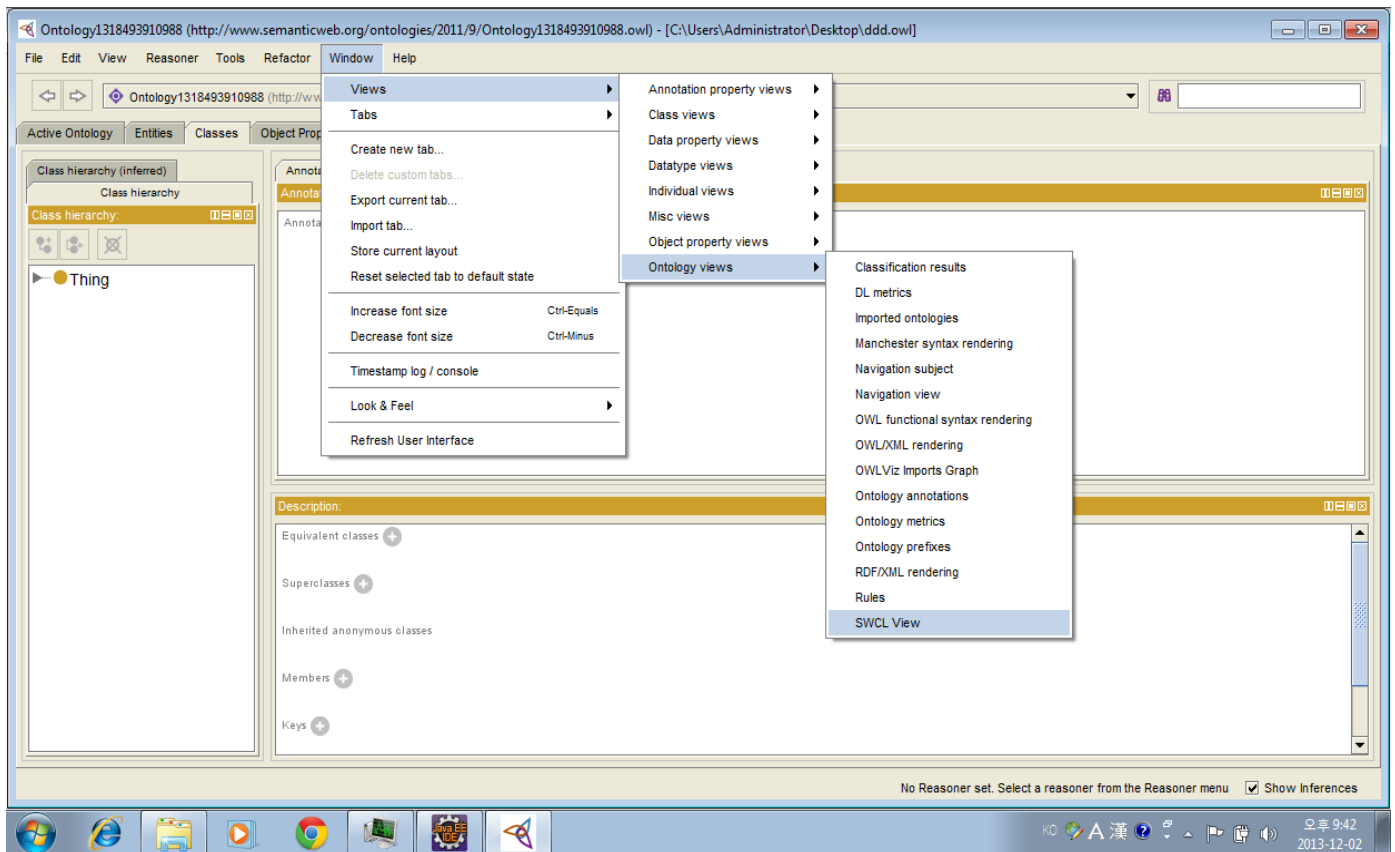 Ontology1318493910988 (http://www.semanticweb.org/ontologies/2011/9/Ontology1318493910988.owl) - [C:\Users\Administrator\Desktop\ddd.owl]
File Edit View Reasoner Tools Refactor Window Help
Ontology1318493910988 (http://ww
Active Ontology Entities Classes Object Prop
Class hierarchy (inferred)
Class hierarchy
Class hierarchy:
Thing
Annota
Annota
Annota
Views
Tabs
Create new tab...
Delete custom tabs...
Export current tab...
Import tab...
Store current layout
Reset selected tab to default state
Increase font size Ctrl-Equals
Decrease font size Ctrl-Minus
Timestamp log / console
Look & Feel
Refresh User Interface
Annotation property views
Class views
Data property views
Datatype views
Individual views
Misc views
Object property views
Ontology views
Classification results
DL metrics
Imported ontologies
Manchester syntax rendering
Navigation subject
Navigation view
OWL functional syntax rendering
OWL/XML rendering
OWLViz Imports Graph
Ontology annotations
Ontology metrics
Ontology prefixes
RDF/XML rendering
Rules
SWCL View
Description:
Equivalent classes
Superclasses
Inherited anonymous classes
Members
Keys
No Reasoner set. Select a reasoner from the Reasoner menu Show Inferences
Java EE
IDE
KO A 漢
오후 9:42
2013-12-02